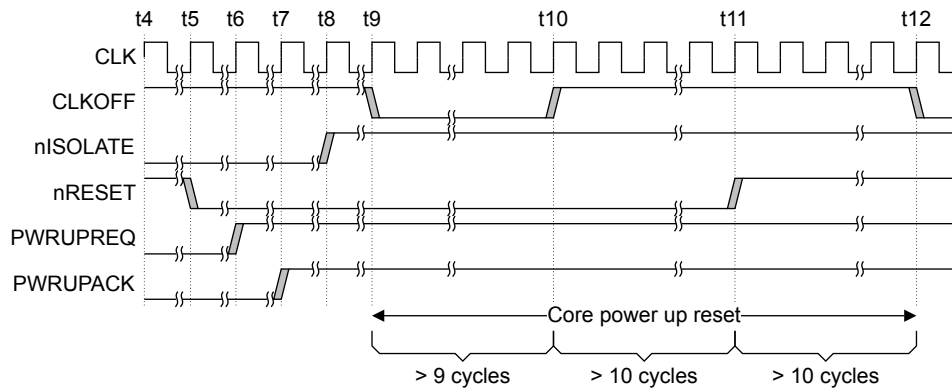 t4 t5 t6 t7 t8 t9 t10 t11 t12
CLK
CLKOFF
nISOLATE
nRESET
PWRUPREQ
PWRUPACK
Core power up reset
> 9 cycles > 10 cycles > 10 cycles